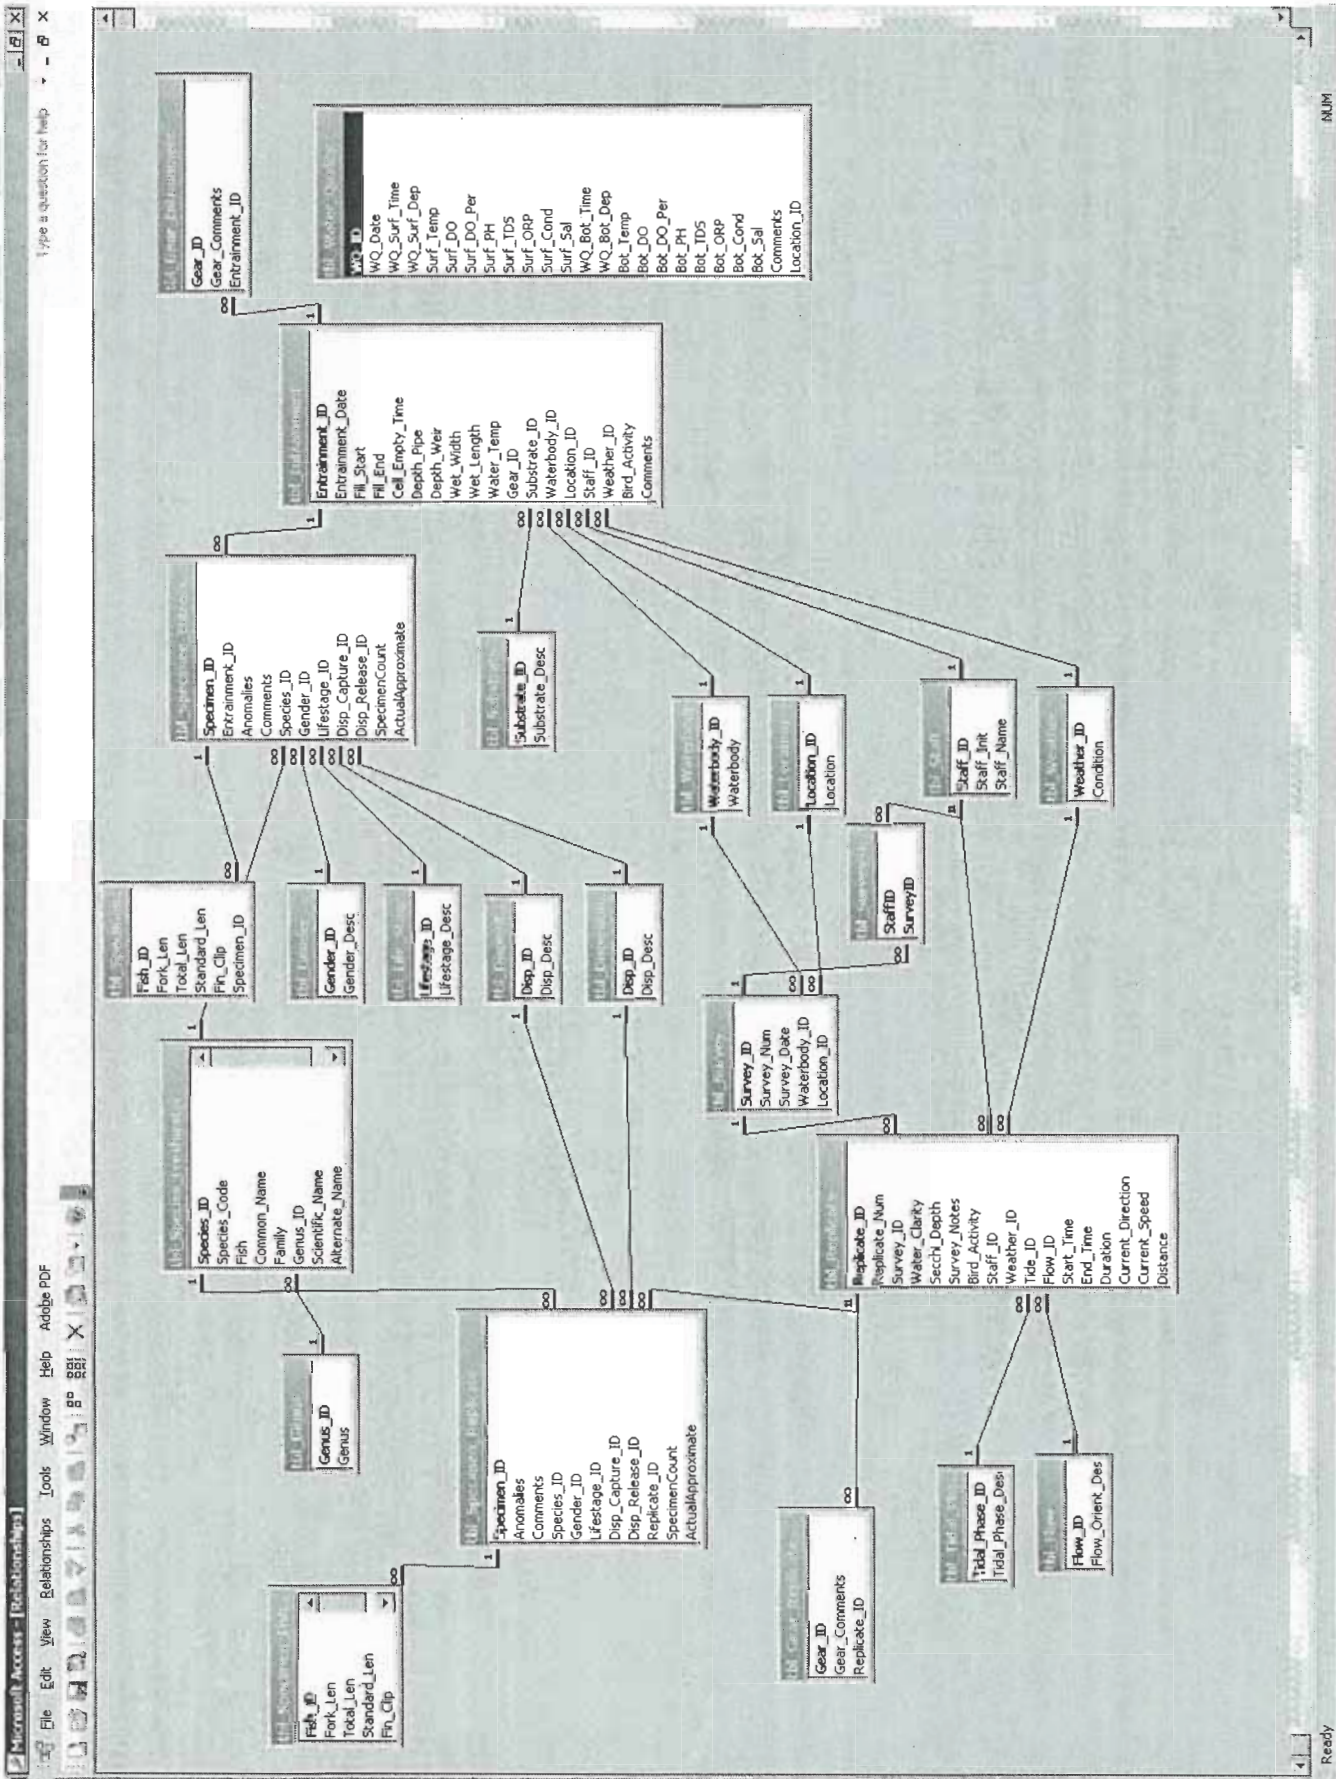 Microsoft Access - [Relationships]
File Edit View Relationships Tools Window Help Adobe PDF
Type a question for help
Fish_ID
Fork_Len
Total_Len
Standard_Len
Fin_Clip
Genus_ID
Genus
Species_ID
Species_Code
Fish
Common_Name
Family
Genus_ID
Scientific_Name
Alternate_Name
Fish_ID
Fork_Len
Total_Len
Standard_Len
Fin_Clip
Specimen_ID
Gender_ID
Gender_Desc
Lifestage_ID
Lifestage_Desc
Disp_ID
Disp_Desc
Disp_ID
Disp_Desc
Specimen_ID
Entrainment_ID
Anomalies
Comments
Species_ID
Gender_ID
Lifestage_ID
Disp_Capture_ID
Disp_Release_ID
SpecimenCount
ActualApproximate
Gear_ID
Gear_Comments
Entrainment_ID
Entrainment_ID
Entrainment_Date
Fill_Start
Fill_End
Cell_Empty_Time
Depth_Pipe
Depth_Weir
Wet_Width
Wet_Length
Water_Temp
Gear_ID
Substrate_ID
Waterbody_ID
Location_ID
Staff_ID
Weather_ID
Bird_Activity
Comments
WQ_ID
WQ_Date
WQ_Surf_Time
WQ_Surf_Dep
Surf_Temp
Surf_DO
Surf_DO_Per
Surf_PH
Surf_TDS
Surf_ORP
Surf_Cond
Surf_Sal
WQ_Bot_Time
WQ_Bot_Dep
Bot_Temp
Bot_DO
Bot_DO_Per
Bot_PH
Bot_TDS
Bot_ORP
Bot_Cond
Bot_Sal
Comments
Location_ID
Specimen_ID
Anomalies
Comments
Species_ID
Gender_ID
Lifestage_ID
Disp_Capture_ID
Disp_Release_ID
Replicate_ID
SpecimenCount
ActualApproximate
Substrate_ID
Substrate_Desc
Waterbody_ID
Waterbody
Location_ID
Location
Survey_ID
Survey_Num
Survey_Date
Waterbody_ID
Location_ID
StaffID
SurveyID
Staff_ID
Staff_Init
Staff_Name
Weather_ID
Condition
Gear_ID
Gear_Comments
Replicate_ID
Replicate_ID
Replicate_Num
Survey_ID
Water_Clarity
Secchi_Depth
Survey_Notes
Bird_Activity
Staff_ID
Weather_ID
Tide_ID
Flow_ID
Start_Time
End_Time
Duration
Current_Direction
Current_Speed
Distance
Tidal_Phase_ID
Tidal_Phase_Des
Flow_ID
Flow_Orient_Des
Ready
NUM